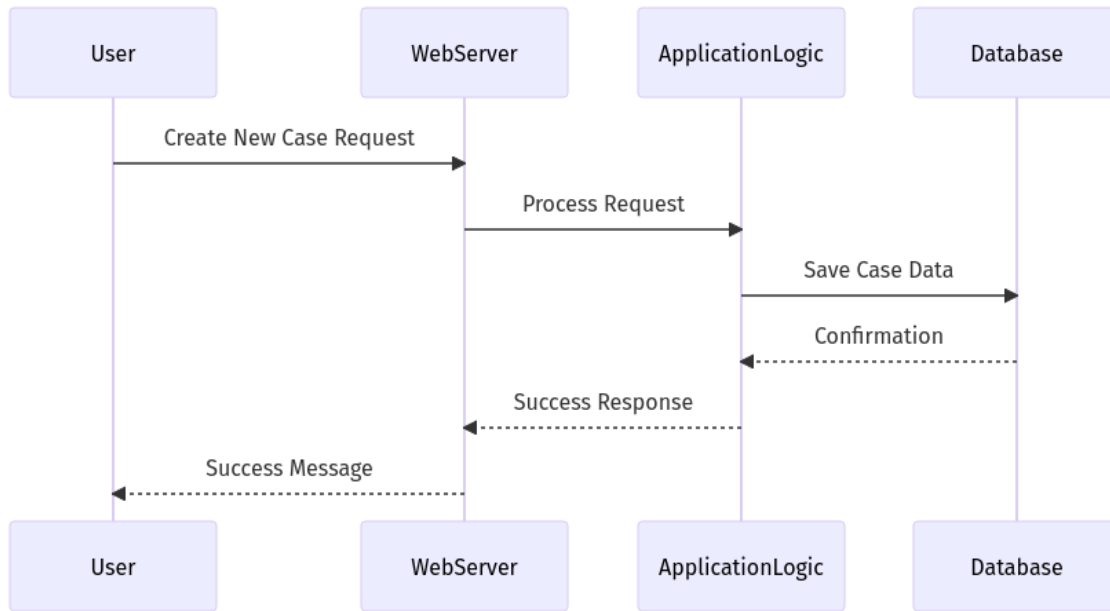 User WebServer ApplicationLogic Database
Create New Case Request
Process Request
Save Case Data
Confirmation
Success Response
Success Message
User WebServer ApplicationLogic Database